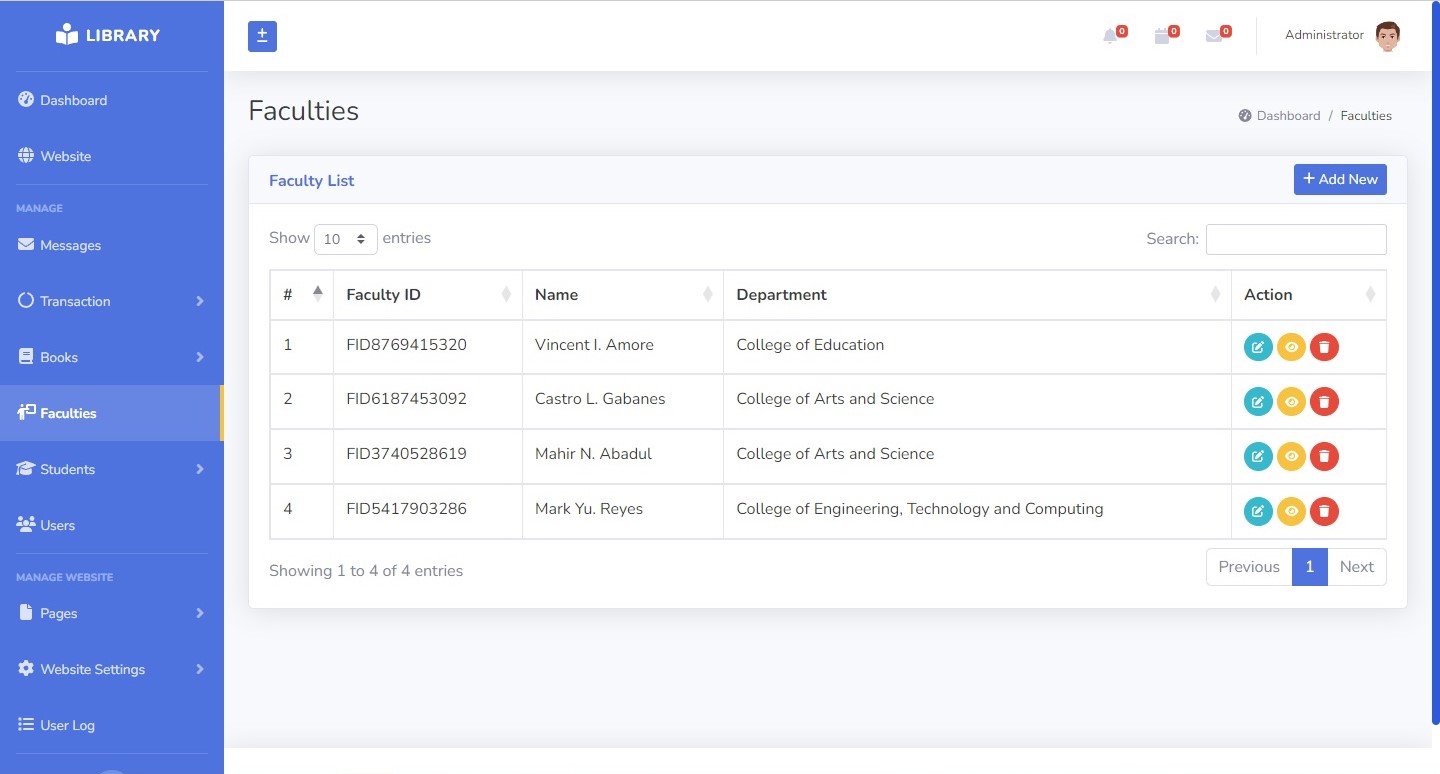 LIBRARY
±
0
0
0
Administrator
Dashboard
Website
MANAGE
Messages
Transaction
Books
Faculties
Students
Users
MANAGE WEBSITE
Pages
Website Settings
User Log
Faculties
Dashboard / Faculties
Faculty List
+ Add New
Show 10 entries
Search:
# Faculty ID Name Department Action
1 FID8769415320 Vincent I. Amore College of Education
2 FID6187453092 Castro L. Gabanes College of Arts and Science
3 FID3740528619 Mahir N. Abadul College of Arts and Science
4 FID5417903286 Mark Yu. Reyes College of Engineering, Technology and Computing
Showing 1 to 4 of 4 entries
Previous 1 Next